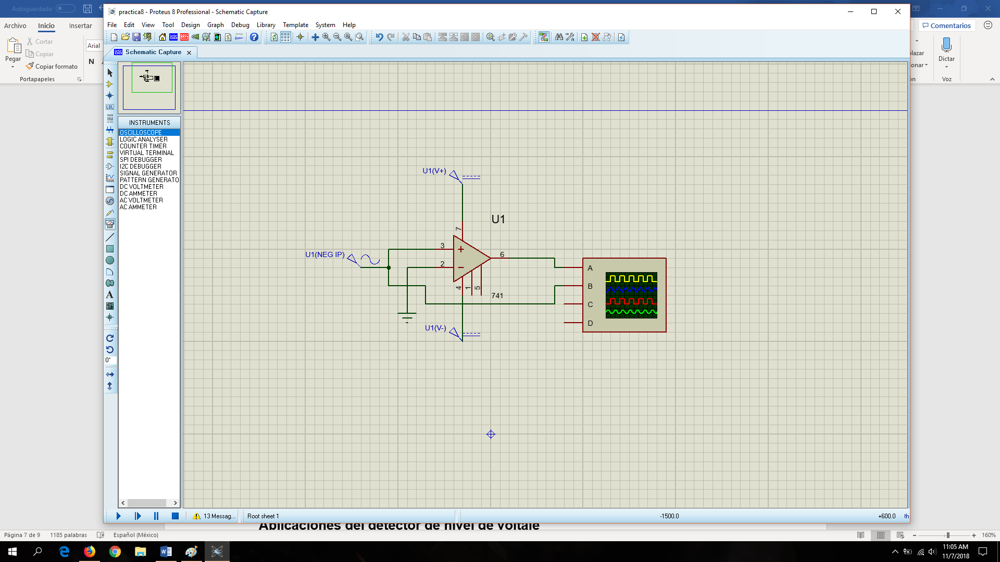 Autoguardado
practica8 - Proteus 8 Professional - Schematic Capture
File Edit View Tool Design Graph Debug Library Template System Help
Archivo Inicio Insertar
Comentarios
Cortar
Copiar
Copiar formato
Pegar
Portapapeles
Arial
N
Dictar
Voz
Schematic Capture
LBL
A
S
0°
INSTRUMENTS
OSCILLOSCOPE
LOGIC ANALYSER
COUNTER TIMER
VIRTUAL TERMINAL
SPI DEBUGGER
I2C DEBUGGER
SIGNAL GENERATOR
PATTERN GENERATO
DC VOLTMETER
DC AMMETER
AC VOLTMETER
AC AMMETER
U1(V+)
U1
7
U1(NEG IP)
3
2
6
4
1
5
741
U1(V-)
A
B
C
D
13 Messag...
Root sheet 1
-1500.0
+600.0
th
Aplicaciones del detector de nivel de voltaje
Página 7 de 9 1185 palabras Español (México)
160%
11:05 AM
11/7/2018